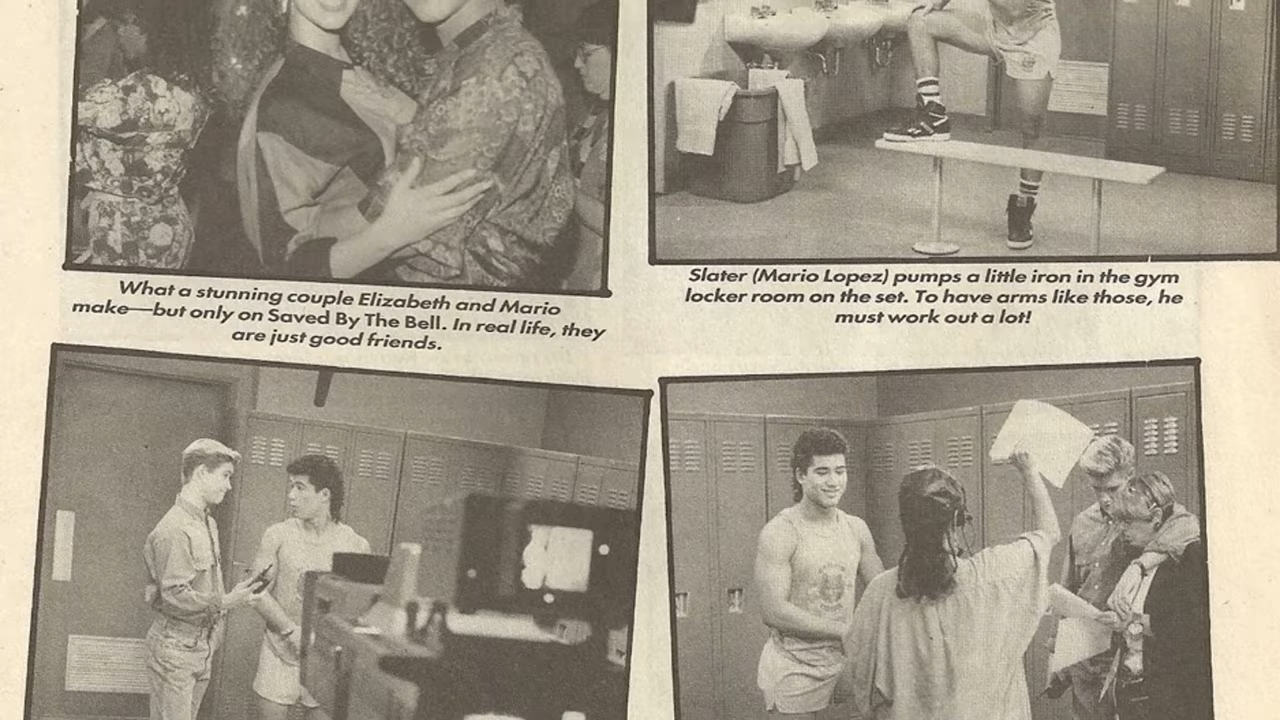 What a stunning couple Elizabeth and Mario
make—but only on Saved By The Bell. In real life, they
are just good friends.
Slater (Mario Lopez) pumps a little iron in the gym
locker room on the set. To have arms like those, he
must work out a lot!